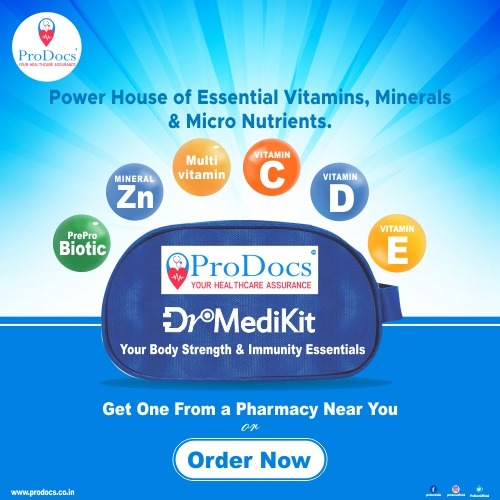 ProDocs
YOUR HEALTHCARE ASSURANCE
Power House of Essential Vitamins, Minerals
& Micro Nutrients.
PrePro
Biotic
MINERAL
Zn
Multi
vitamin
VITAMIN
C
VITAMIN
D
VITAMIN
E
ProDocs
YOUR HEALTHCARE ASSURANCE
DrMediKit
Your Body Strength & Immunity Essentials
Get One From a Pharmacy Near You
or
Order Now
www.prodocs.co.in